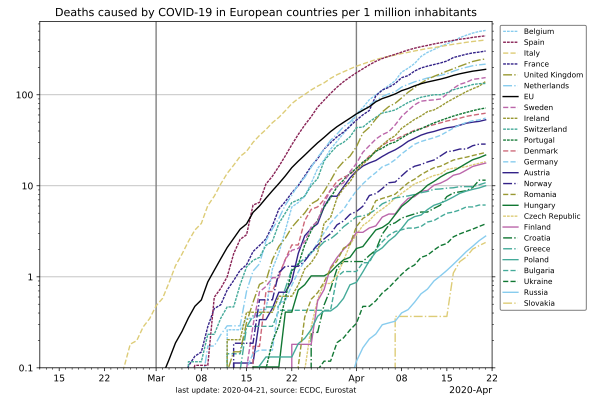 Deaths caused by COVID-19 in European countries per 1 million inhabitants
100
10
1
0.1
15
22
Mar
08
15
22
Apr
08
15
22
2020-Apr
last update: 2020-04-21, source: ECDC, Eurostat
Belgium
Spain
Italy
France
United Kingdom
Netherlands
EU
Sweden
Ireland
Switzerland
Portugal
Denmark
Germany
Austria
Norway
Romania
Hungary
Czech Republic
Finland
Croatia
Greece
Poland
Bulgaria
Ukraine
Russia
Slovakia